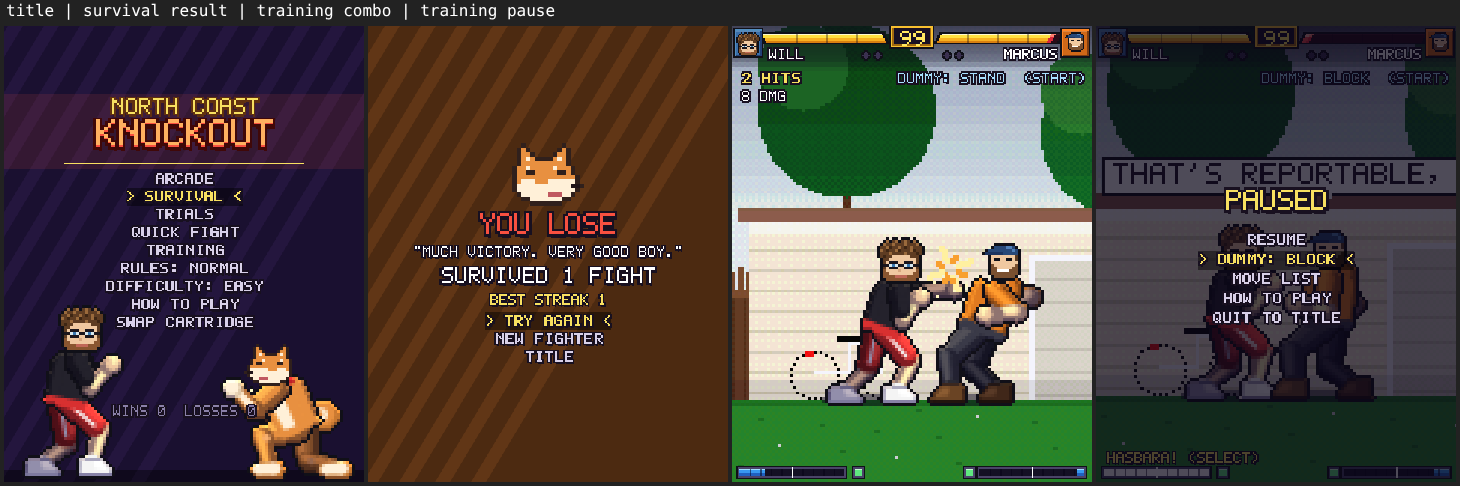 title | survival result | training combo | training pause
NORTH COAST
KNOCKOUT
ARCADE
> SURVIVAL <
TRIALS
QUICK FIGHT
TRAINING
RULES: NORMAL
DIFFICULTY: EASY
HOW TO PLAY
SWAP CARTRIDGE
WINS 0 LOSSES 0
YOU LOSE
"MUCH VICTORY. VERY GOOD BOY."
SURVIVED 1 FIGHT
BEST STREAK 1
> TRY AGAIN <
NEW FIGHTER
TITLE
99
WILL MARCUS
2 HITS DUMMY: STAND (START)
8 DMG
99
WILL MARCUS
DUMMY: BLOCK (START)
THAT'S REPORTABLE,
PAUSED
RESUME
> DUMMY: BLOCK <
MOVE LIST
HOW TO PLAY
QUIT TO TITLE
HASBARA! (SELECT)